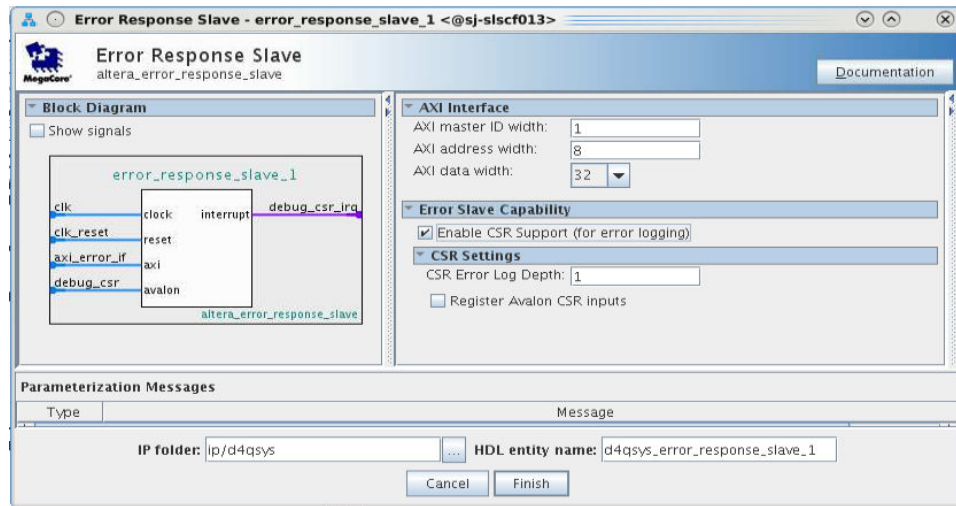 Error Response Slave - error_response_slave_1 <@sj-slscf013>
Error Response Slave
MegaCore®
altera_error_response_slave
Documentation
Block Diagram
Show signals
error_response_slave_1
clk
clock
interrupt
debug_csr_irq
clk_reset
reset
axi_error_if
axi
debug_csr
avalon
altera_error_response_slave
AXI Interface
AXI master ID width: 1
AXI address width: 8
AXI data width: 32
Error Slave Capability
Enable CSR Support (for error logging)
CSR Settings
CSR Error Log Depth: 1
Register Avalon CSR inputs
Parameterization Messages
Type Message
IP folder: ip/d4qsys ... HDL entity name: d4qsys_error_response_slave_1
Cancel Finish